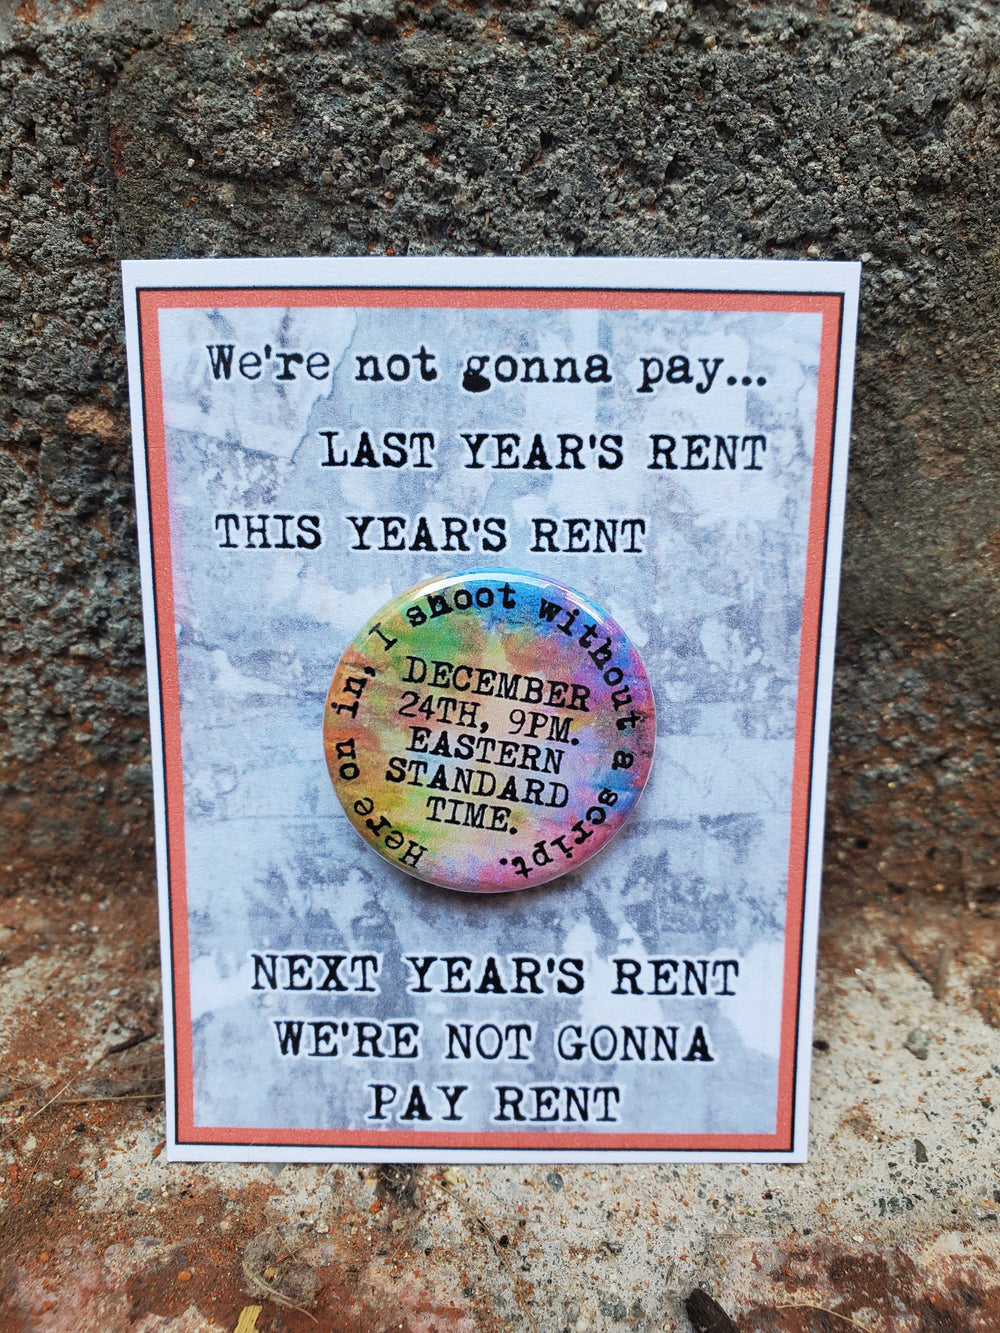 We're not gonna pay...
LAST YEAR'S RENT
THIS YEAR'S RENT
Here on in, I shoot without a script.
DECEMBER
24TH, 9PM.
EASTERN
STANDARD
TIME.
NEXT YEAR'S RENT
WE'RE NOT GONNA
PAY RENT